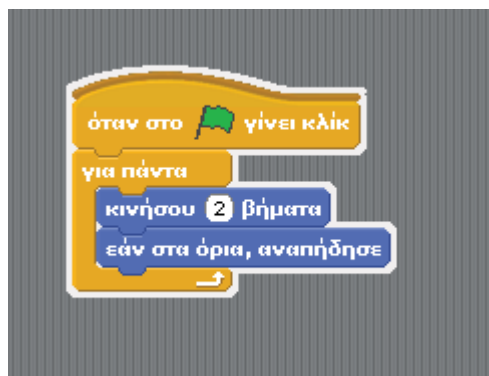 όταν στο γίνει κλίκ
για πάντα
κινήσου 2 βήματα
εάν στα όρια, αναπήδησε